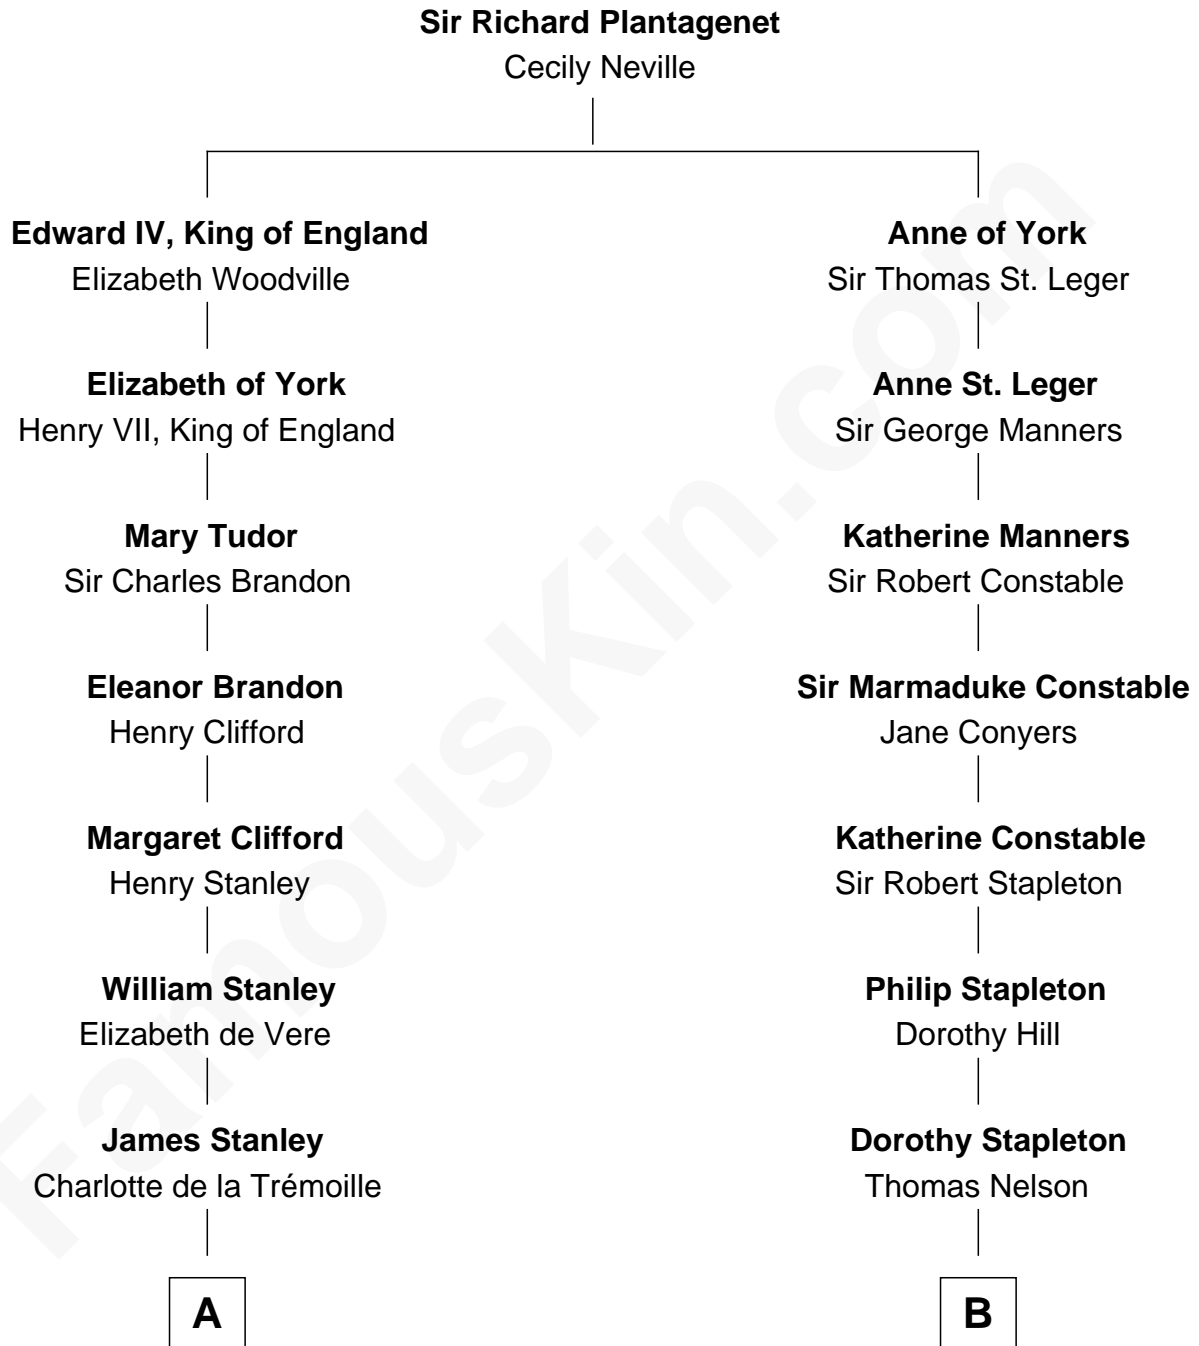 Sir Richard Plantagenet
Cecily Neville
Edward IV, King of England
Elizabeth Woodville
Anne of York
Sir Thomas St. Leger
Elizabeth of York
Henry VII, King of England
Anne St. Leger
Sir George Manners
Mary Tudor
Sir Charles Brandon
Katherine Manners
Sir Robert Constable
Eleanor Brandon
Henry Clifford
Sir Marmaduke Constable
Jane Conyers
Margaret Clifford
Henry Stanley
Katherine Constable
Sir Robert Stapleton
William Stanley
Elizabeth de Vere
Philip Stapleton
Dorothy Hill
James Stanley
Charlotte de la Trémoille
Dorothy Stapleton
Thomas Nelson
A
B
FamousKin.com